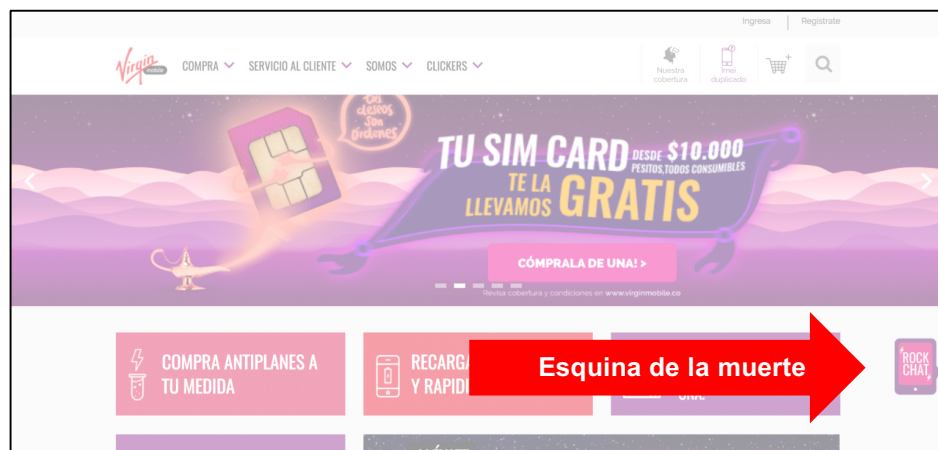 Ingresa
Registrate
Virgin
mobile
COMPRA
SERVICIO AL CLIENTE
SOMOS
CLICKERS
Nuestra
cobertura
Imei
duplicado
tus
deseos
son
órdenes
TU SIM CARD DESDE $10.000
PESITOS, TODOS CONSUMIBLES
TE LA
LLEVAMOS GRATIS
CÓMPRALA DE UNA! >
Revisa cobertura y condiciones en www.virginmobile.co
COMPRA ANTIPLANES A
TU MEDIDA
RECARGA
Y RAPID
UNA!
Esquina de la muerte
ROCK
CHAT